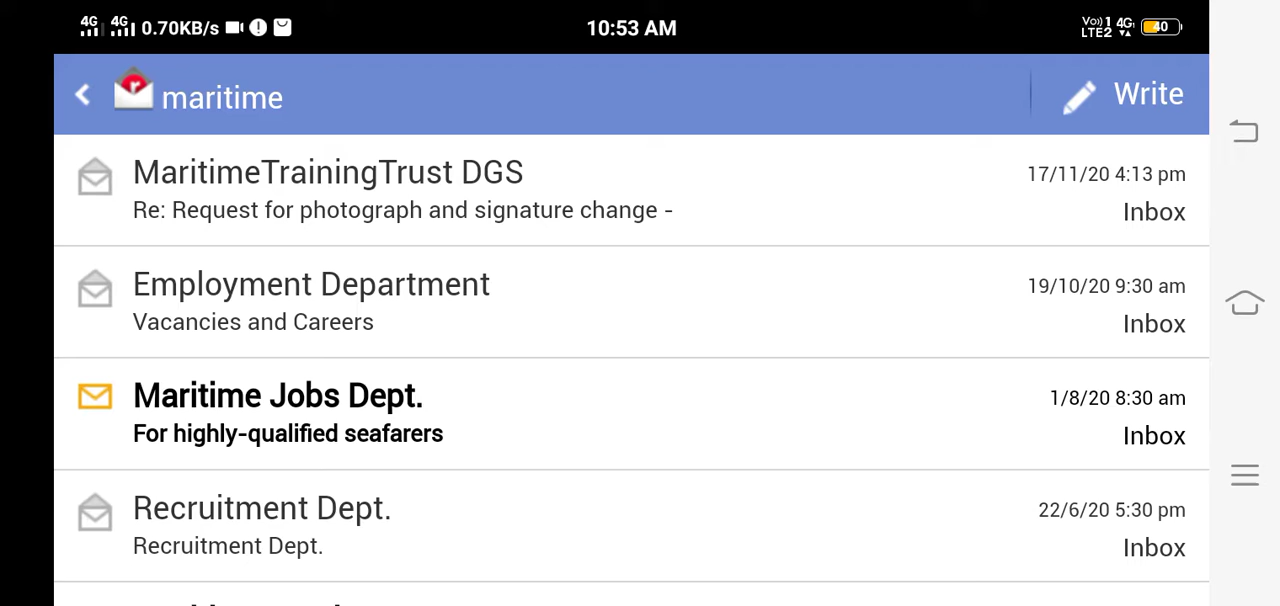 4G 4G 0.70KB/s 10:53 AM Vo) 1 4G 40
LTE2
maritime Write
MaritimeTrainingTrust DGS 17/11/20 4:13 pm
Re: Request for photograph and signature change - Inbox
Employment Department 19/10/20 9:30 am
Vacancies and Careers Inbox
Maritime Jobs Dept. 1/8/20 8:30 am
For highly-qualified seafarers Inbox
Recruitment Dept. 22/6/20 5:30 pm
Recruitment Dept. Inbox